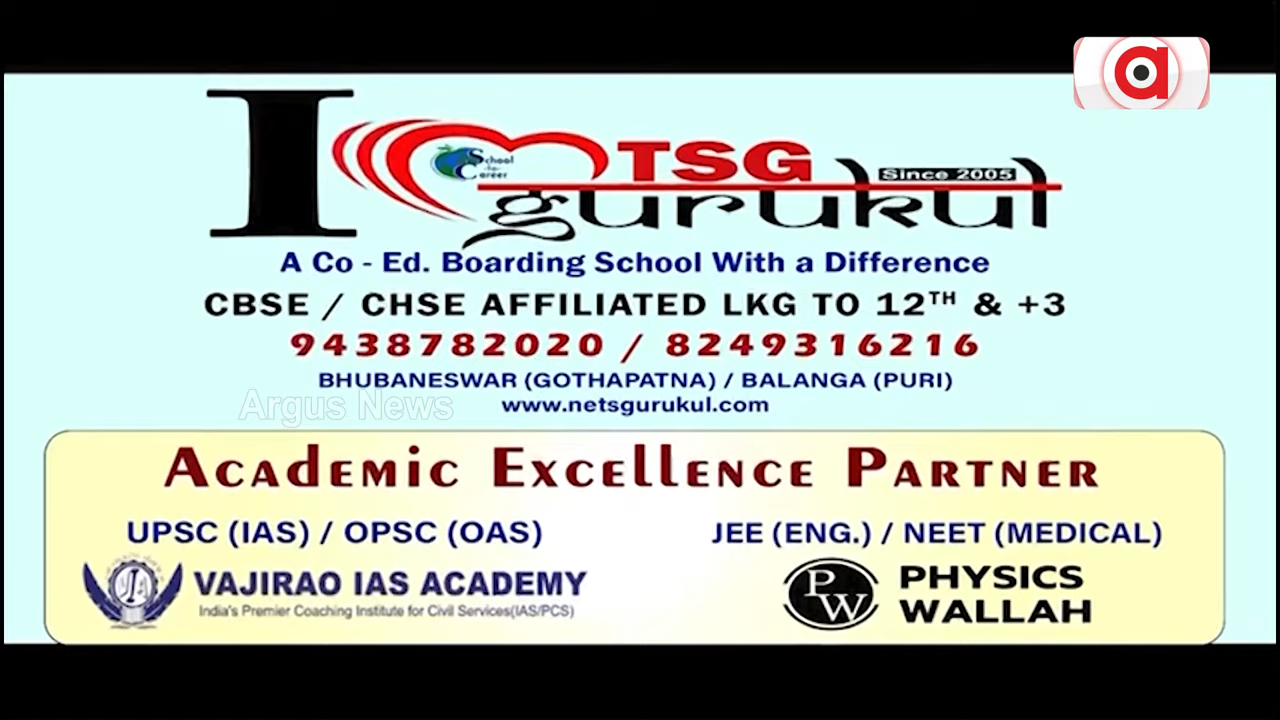 a
I TSG
School
to
Career
Since 2005
gurukul
A Co - Ed. Boarding School With a Difference
CBSE / CHSE AFFILIATED LKG TO 12TH & +3
9438782020 / 8249316216
BHUBANESWAR (GOTHAPATNA) / BALANGA (PURI)
Argus News
www.netsgurukul.com
ACADEMIC EXCELLENCE PARTNER
UPSC (IAS) / OPSC (OAS)
JEE (ENG.) / NEET (MEDICAL)
VAJIRAO IAS ACADEMY
India's Premier Coaching Institute for Civil Services(IAS/PCS)
PW
PHYSICS
WALLAH